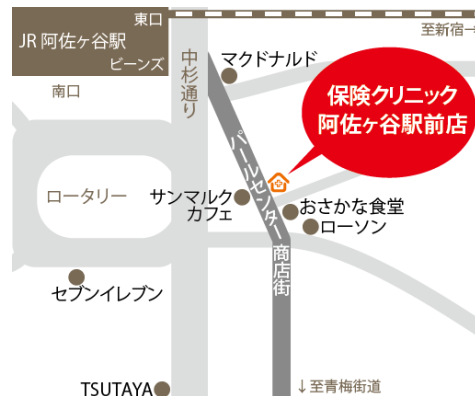 東口
JR 阿佐ヶ谷駅
ビーンズ
至新宿→
南口
中杉通り
マクドナルド
保険クリニック
阿佐ヶ谷駅前店
パールセンター商店街
ロータリー
サンマルク
カフェ
おさかな食堂
ローソン
セブンイレブン
TSUTAYA
↓至青梅街道